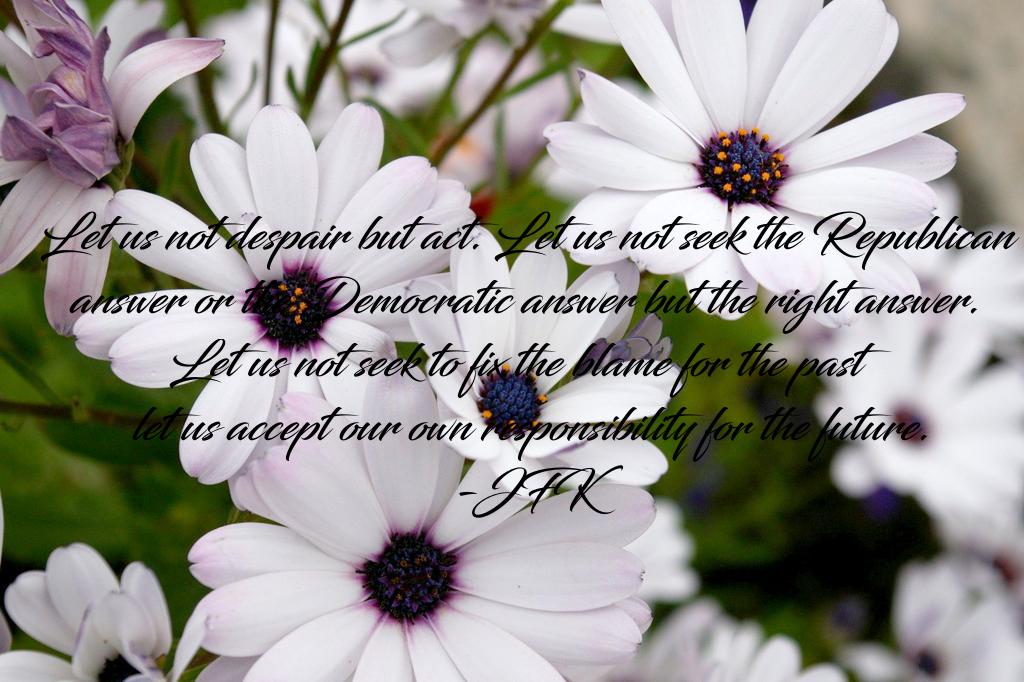 Let us not despair but act. Let us not seek the Republican
answer or the Democratic answer but the right answer.
Let us not seek to fix the blame for the past
let us accept our own responsibility for the future.
-JFK